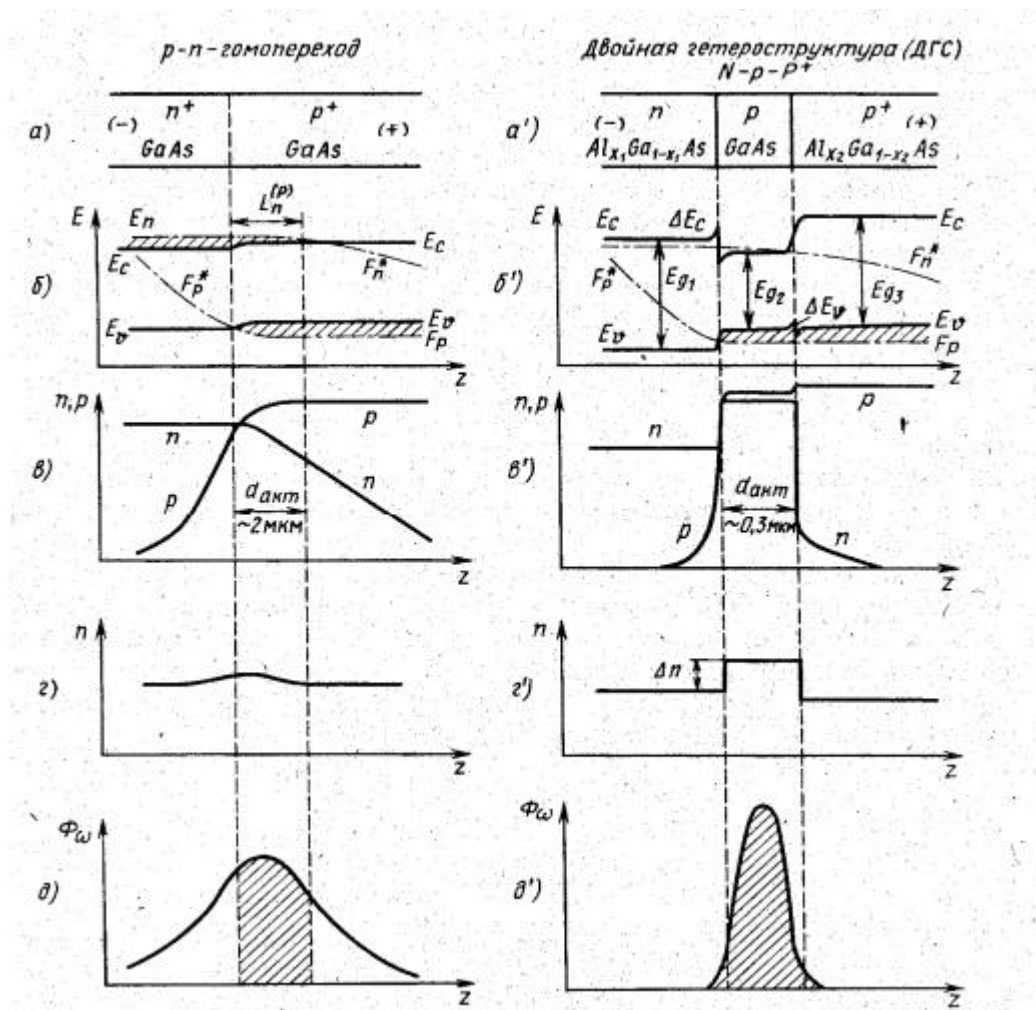 p-n-гомопереход
Двойная гетероструктура (ДГС)
N-p-P⁺
а)
(-)
n⁺
GaAs
p⁺
GaAs
(+)
а')
(-)
n
Alₓ₁Ga₁₋ₓ₁As
p
GaAs
p⁺
(+)
Alₓ₂Ga₁₋ₓ₂As
б)
E
Eп
Ec
Fp*
Ev
Lₙ⁽ᵖ⁾
Ec
Fn*
Ev
Fp
z
б')
E
Ec
ΔEc
Fp*
Eg1
Ev
Eg2
ΔEv
Eg3
Ec
Fn*
Ev
Fp
z
в)
n,p
n
p
p
n
dакт
~2мкм
z
в')
n,p
n
p
p
n
dакт
~0,3мкм
z
г)
n
z
г')
n
Δn
z
д)
Φω
z
д')
Φω
z